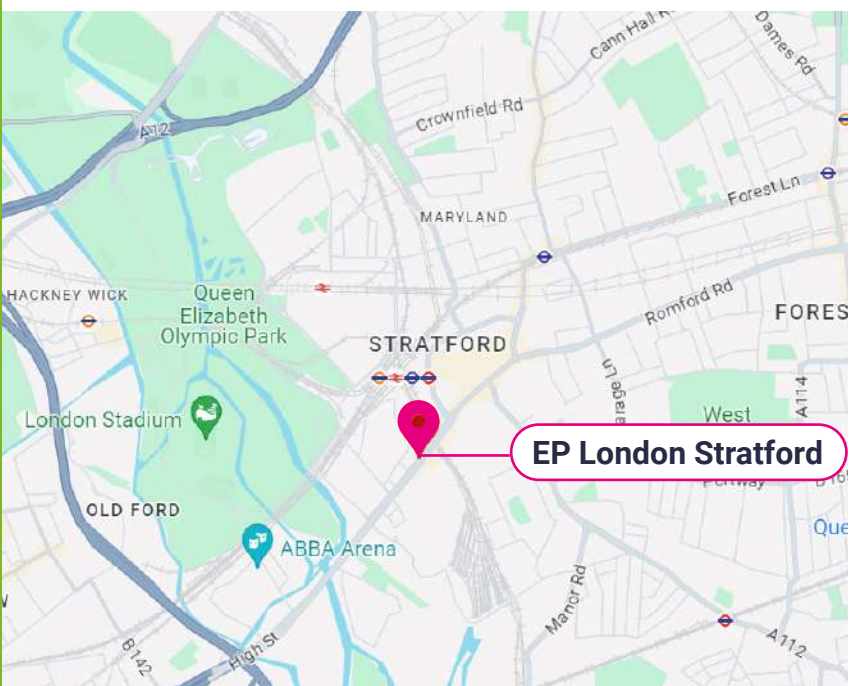 Cann Hall Rd
Dames Rd
Crownfield Rd
A12
Forest Ln
MARYLAND
HACKNEY WICK
Queen
Elizabeth
Olympic Park
Romford Rd
FORES
STRATFORD
A114
London Stadium
West
EP London Stratford
OLD FORD
Que
ABBA Arena
Manor Rd
B142
High St
A112